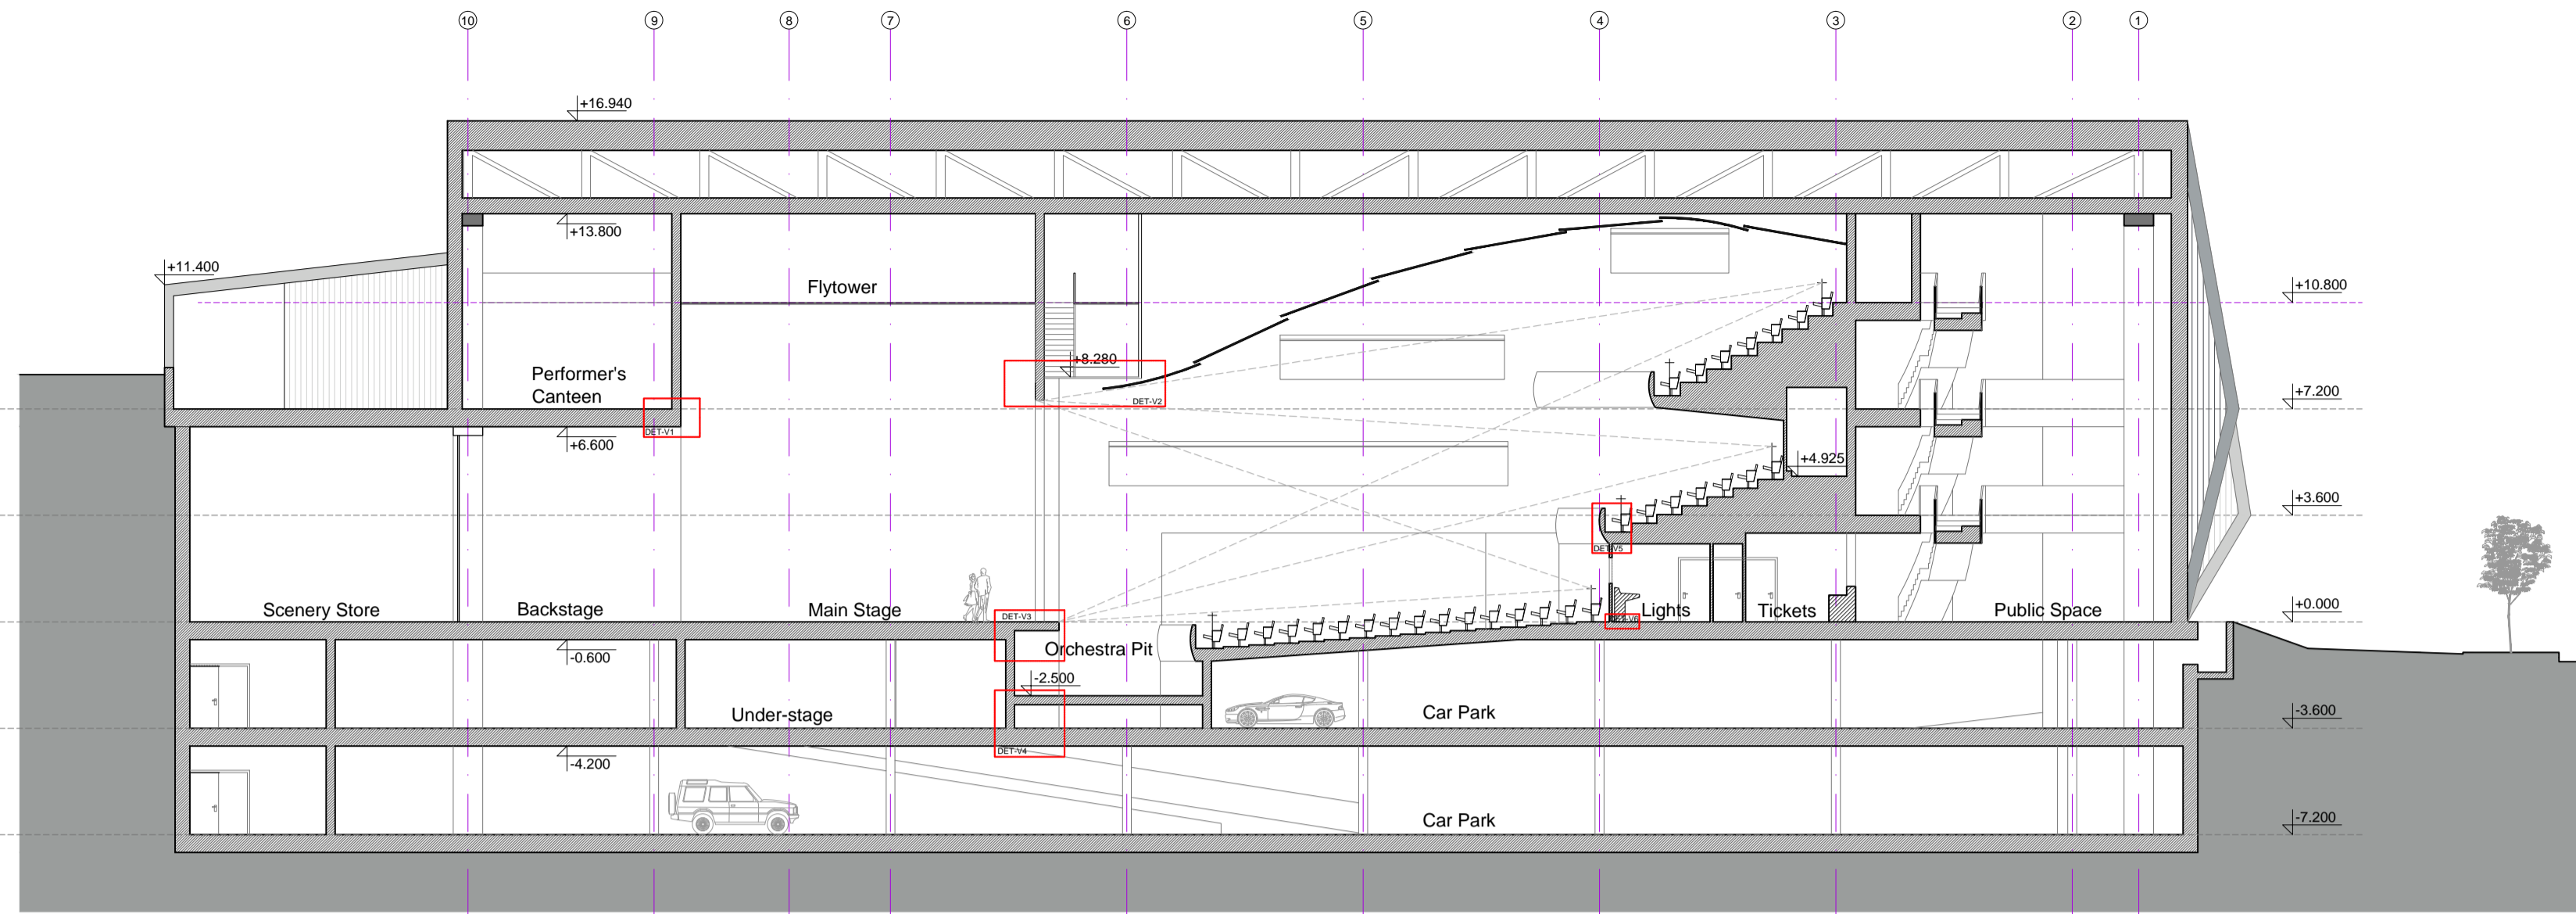 10 9 8 7 6 5 4 3 2 1
+16.940
+13.800
+11.400
Flytower
+10.800
+8.280
Performer's
Canteen
DET-V2
+7.200
DET-V1
+6.600
+4.925
+3.600
DET-V5
Scenery Store
Backstage
Main Stage
DET-V3
Lights
Tickets
Public Space
+0.000
-0.600
Orchestra Pit
-2.500
Under-stage
Car Park
-3.600
DET-V4
-4.200
Car Park
-7.200